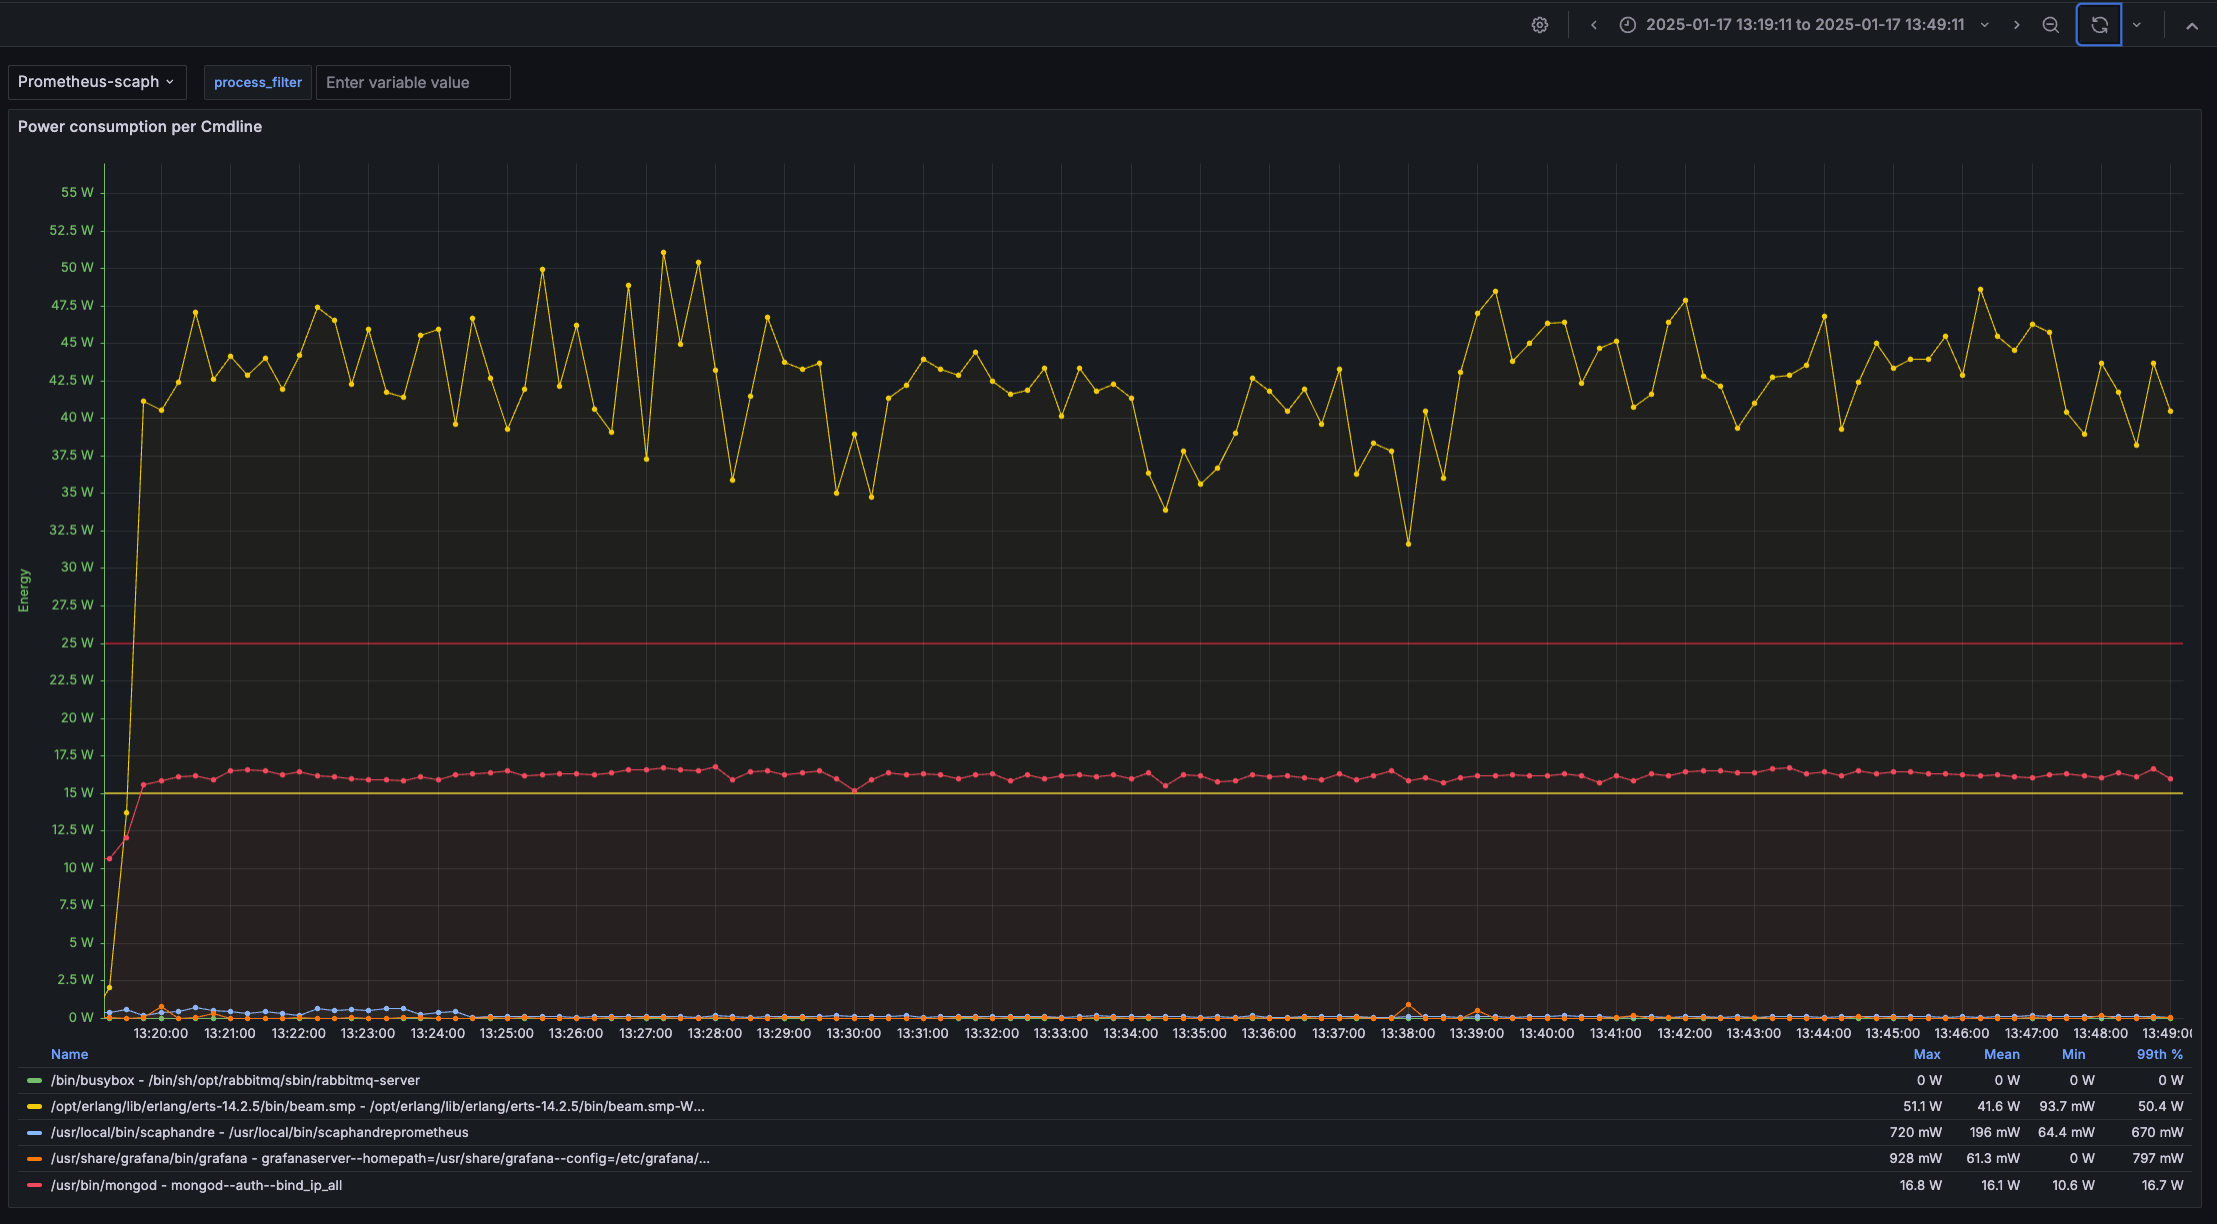 2025-01-17 13:19:11 to 2025-01-17 13:49:11
Prometheus-scaph process_filter Enter variable value
Power consumption per Cmdline
55 W
52.5 W
50 W
47.5 W
45 W
42.5 W
40 W
37.5 W
35 W
32.5 W
30 W
27.5 W
25 W
22.5 W
20 W
17.5 W
15 W
12.5 W
10 W
7.5 W
5 W
2.5 W
0 W
Energy
13:20:00 13:21:00 13:22:00 13:23:00 13:24:00 13:25:00 13:26:00 13:27:00 13:28:00 13:29:00 13:30:00 13:31:00 13:32:00 13:33:00 13:34:00 13:35:00 13:36:00 13:37:00 13:38:00 13:39:00 13:40:00 13:41:00 13:42:00 13:43:00 13:44:00 13:45:00 13:46:00 13:47:00 13:48:00 13:49:00
Name Max Mean Min 99th %
/bin/busybox - /bin/sh/opt/rabbitmq/sbin/rabbitmq-server 0 W 0 W 0 W 0 W
/opt/erlang/lib/erlang/erts-14.2.5/bin/beam.smp - /opt/erlang/lib/erlang/erts-14.2.5/bin/beam.smp-W... 51.1 W 41.6 W 93.7 mW 50.4 W
/usr/local/bin/scaphandre - /usr/local/bin/scaphandreprometheus 720 mW 196 mW 64.4 mW 670 mW
/usr/share/grafana/bin/grafana - grafanaserver--homepath=/usr/share/grafana--config=/etc/grafana/... 928 mW 61.3 mW 0 W 797 mW
/usr/bin/mongod - mongod--auth--bind_ip_all 16.8 W 16.1 W 10.6 W 16.7 W